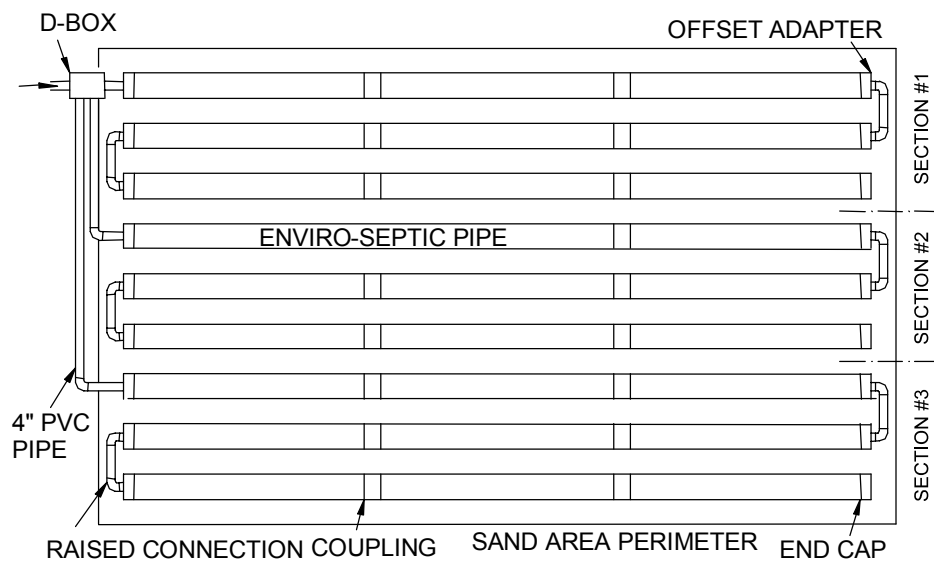 D-BOX
OFFSET ADAPTER
SECTION #1
ENVIRO-SEPTIC PIPE
SECTION #2
4" PVC
PIPE
SECTION #3
RAISED CONNECTION
COUPLING
SAND AREA PERIMETER
END CAP